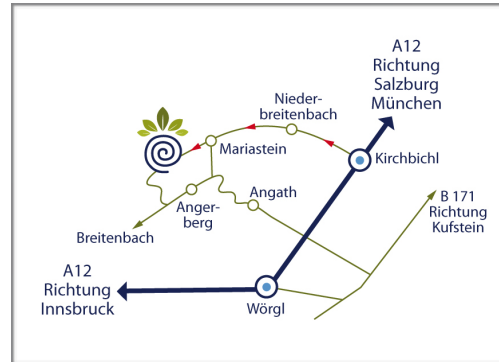 A12
Richtung
Salzburg
München
Nieder-
breitenbach
Mariastein
Kirchbichl
Angath
Anger-
berg
B 171
Richtung
Kufstein
Breitenbach
A12
Richtung
Innsbruck
Wörgl